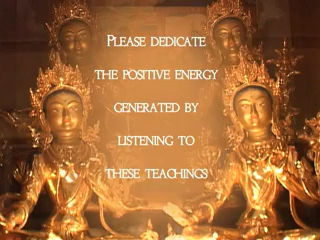 Please dedicate
the positive energy
generated by
listening to
these teachings